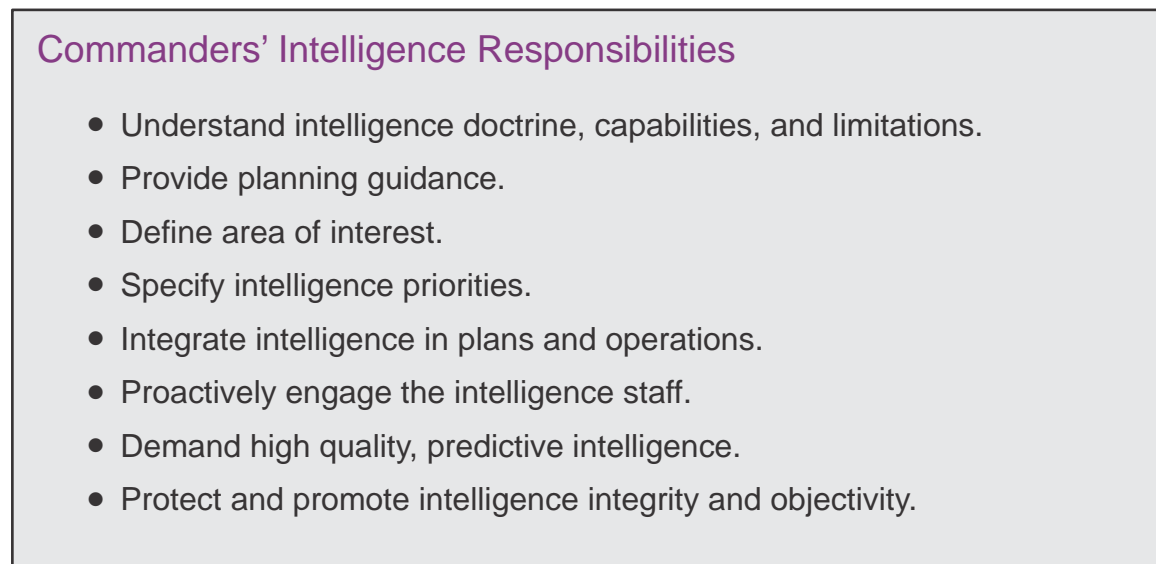 Commanders’ Intelligence Responsibilities
• Understand intelligence doctrine, capabilities, and limitations.
• Provide planning guidance.
• Define area of interest.
• Specify intelligence priorities.
• Integrate intelligence in plans and operations.
• Proactively engage the intelligence staff.
• Demand high quality, predictive intelligence.
• Protect and promote intelligence integrity and objectivity.